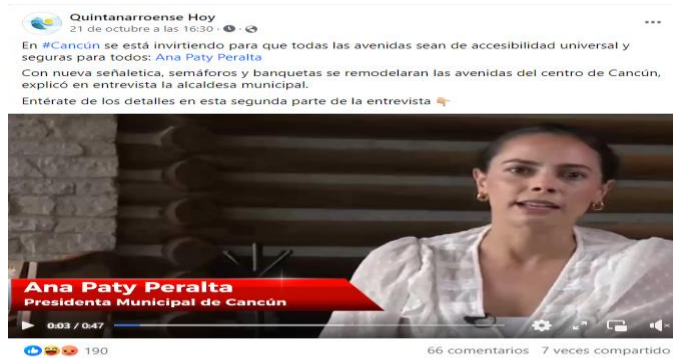 Quintanarroense Hoy
21 de octubre a las 16:30 ·
En #Cancún se está invirtiendo para que todas las avenidas sean de accesibilidad universal y
seguras para todos: Ana Paty Peralta
Con nueva señaletica, semáforos y banquetas se remodelaran las avenidas del centro de Cancún,
explicó en entrevista la alcaldesa municipal.
Entérate de los detalles en esta segunda parte de la entrevista 👇🏼
Ana Paty Peralta
Presidenta Municipal de Cancún
0:03 / 0:47
190
66 comentarios 7 veces compartido